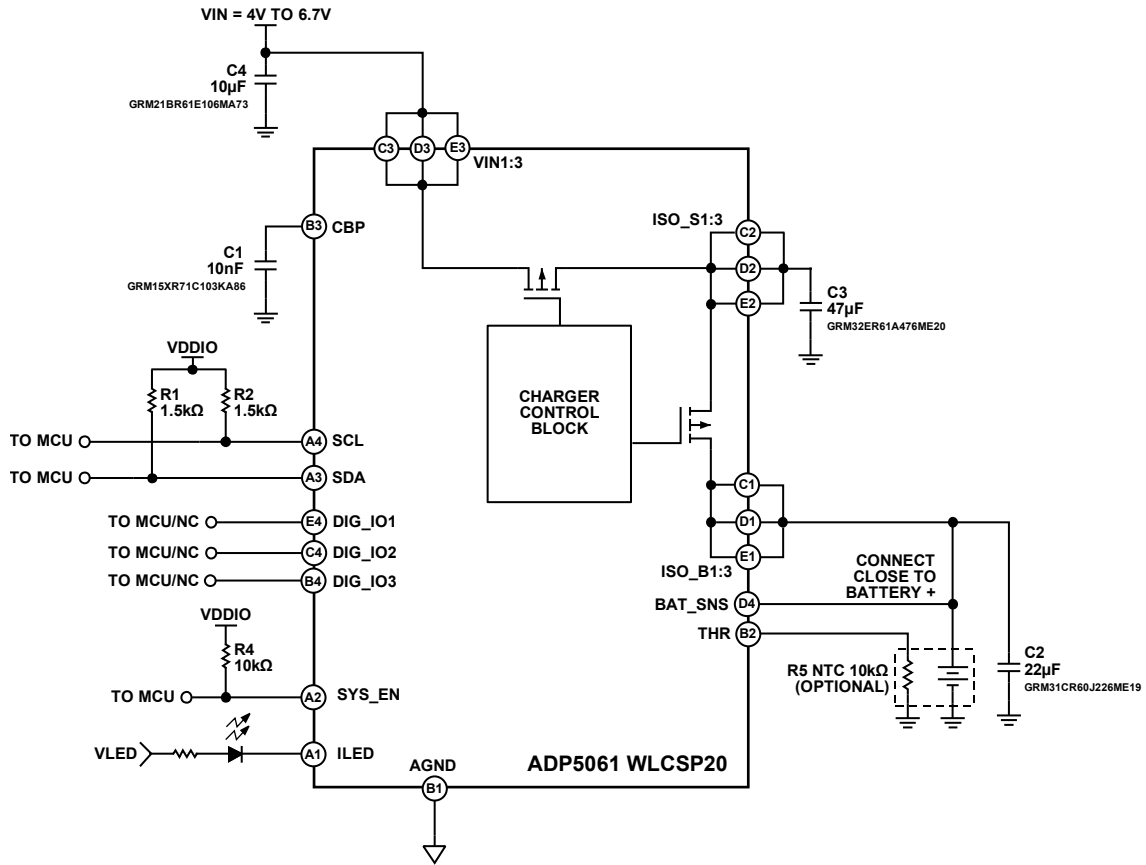 VIN = 4V TO 6.7V
C4
10µF
GRM21BR61E106MA73
C3
D3
E3
VIN1:3
B3
CBP
C1
10nF
GRM15XR71C103KA86
ISO_S1:3
C2
D2
E2
C3
47µF
GRM32ER61A476ME20
VDDIO
R1
1.5kΩ
R2
1.5kΩ
CHARGER
CONTROL
BLOCK
TO MCU
A4
SCL
TO MCU
A3
SDA
TO MCU/NC
E4
DIG_IO1
TO MCU/NC
C4
DIG_IO2
TO MCU/NC
B4
DIG_IO3
C1
D1
E1
ISO_B1:3
CONNECT
CLOSE TO
BATTERY +
BAT_SNS
D4
THR
B2
R5 NTC 10kΩ
(OPTIONAL)
C2
22µF
GRM31CR60J226ME19
VDDIO
R4
10kΩ
TO MCU
A2
SYS_EN
VLED
A1
ILED
AGND
B1
ADP5061 WLCSP20